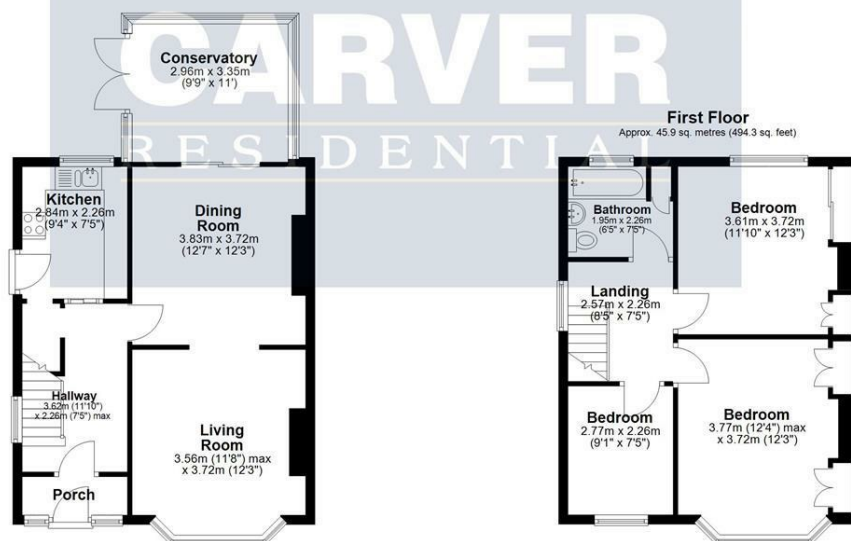 CARVER
RESIDENTIAL
Conservatory
2.96m x 3.35m
(9'9" x 11')
Kitchen
2.84m x 2.26m
(9'4" x 7'5")
Dining
Room
3.83m x 3.72m
(12'7" x 12'3")
Hallway
3.62m (11'10")
x 2.26m (7'5") max
Living
Room
3.56m (11'8") max
x 3.72m (12'3")
Porch
First Floor
Approx. 45.9 sq. metres (494.3 sq. feet)
Bathroom
1.95m x 2.26m
(6'5" x 7'5")
Bedroom
3.61m x 3.72m
(11'10" x 12'3")
Landing
2.57m x 2.26m
(8'5" x 7'5")
Bedroom
2.77m x 2.26m
(9'1" x 7'5")
Bedroom
3.77m (12'4") max
x 3.72m (12'3")